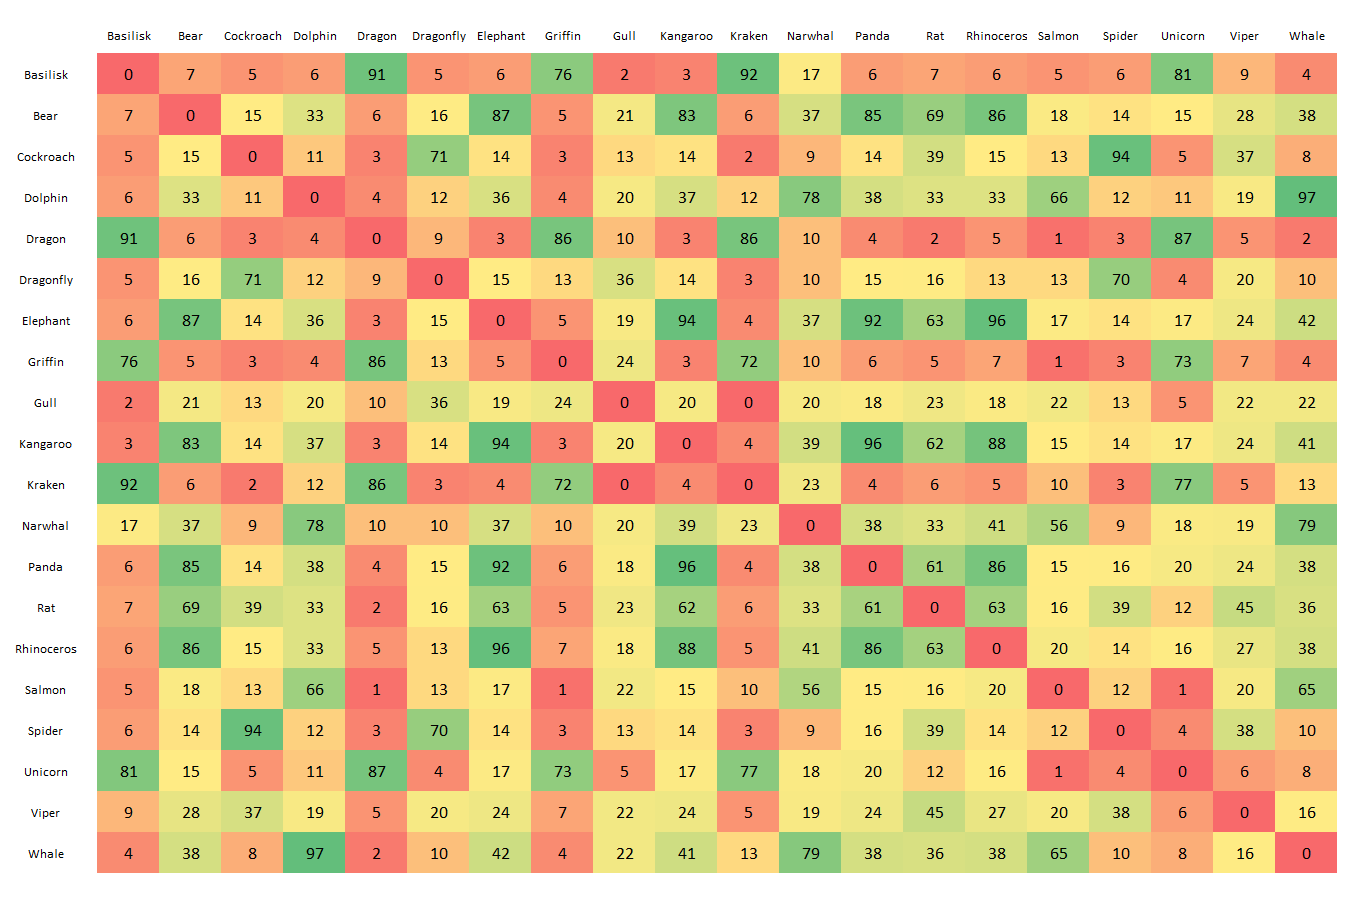 Basilisk Bear Cockroach Dolphin Dragon Dragonfly Elephant Griffin Gull Kangaroo Kraken Narwhal Panda Rat Rhinoceros Salmon Spider Unicorn Viper Whale
Basilisk 0 7 5 6 91 5 6 76 2 3 92 17 6 7 6 5 6 81 9 4
Bear 7 0 15 33 6 16 87 5 21 83 6 37 85 69 86 18 14 15 28 38
Cockroach 5 15 0 11 3 71 14 3 13 14 2 9 14 39 15 13 94 5 37 8
Dolphin 6 33 11 0 4 12 36 4 20 37 12 78 38 33 33 66 12 11 19 97
Dragon 91 6 3 4 0 9 3 86 10 3 86 10 4 2 5 1 3 87 5 2
Dragonfly 5 16 71 12 9 0 15 13 36 14 3 10 15 16 13 13 70 4 20 10
Elephant 6 87 14 36 3 15 0 5 19 94 4 37 92 63 96 17 14 17 24 42
Griffin 76 5 3 4 86 13 5 0 24 3 72 10 6 5 7 1 3 73 7 4
Gull 2 21 13 20 10 36 19 24 0 20 0 20 18 23 18 22 13 5 22 22
Kangaroo 3 83 14 37 3 14 94 3 20 0 4 39 96 62 88 15 14 17 24 41
Kraken 92 6 2 12 86 3 4 72 0 4 0 23 4 6 5 10 3 77 5 13
Narwhal 17 37 9 78 10 10 37 10 20 39 23 0 38 33 41 56 9 18 19 79
Panda 6 85 14 38 4 15 92 6 18 96 4 38 0 61 86 15 16 20 24 38
Rat 7 69 39 33 2 16 63 5 23 62 6 33 61 0 63 16 39 12 45 36
Rhinoceros 6 86 15 33 5 13 96 7 18 88 5 41 86 63 0 20 14 16 27 38
Salmon 5 18 13 66 1 13 17 1 22 15 10 56 15 16 20 0 12 1 20 65
Spider 6 14 94 12 3 70 14 3 13 14 3 9 16 39 14 12 0 4 38 10
Unicorn 81 15 5 11 87 4 17 73 5 17 77 18 20 12 16 1 4 0 6 8
Viper 9 28 37 19 5 20 24 7 22 24 5 19 24 45 27 20 38 6 0 16
Whale 4 38 8 97 2 10 42 4 22 41 13 79 38 36 38 65 10 8 16 0